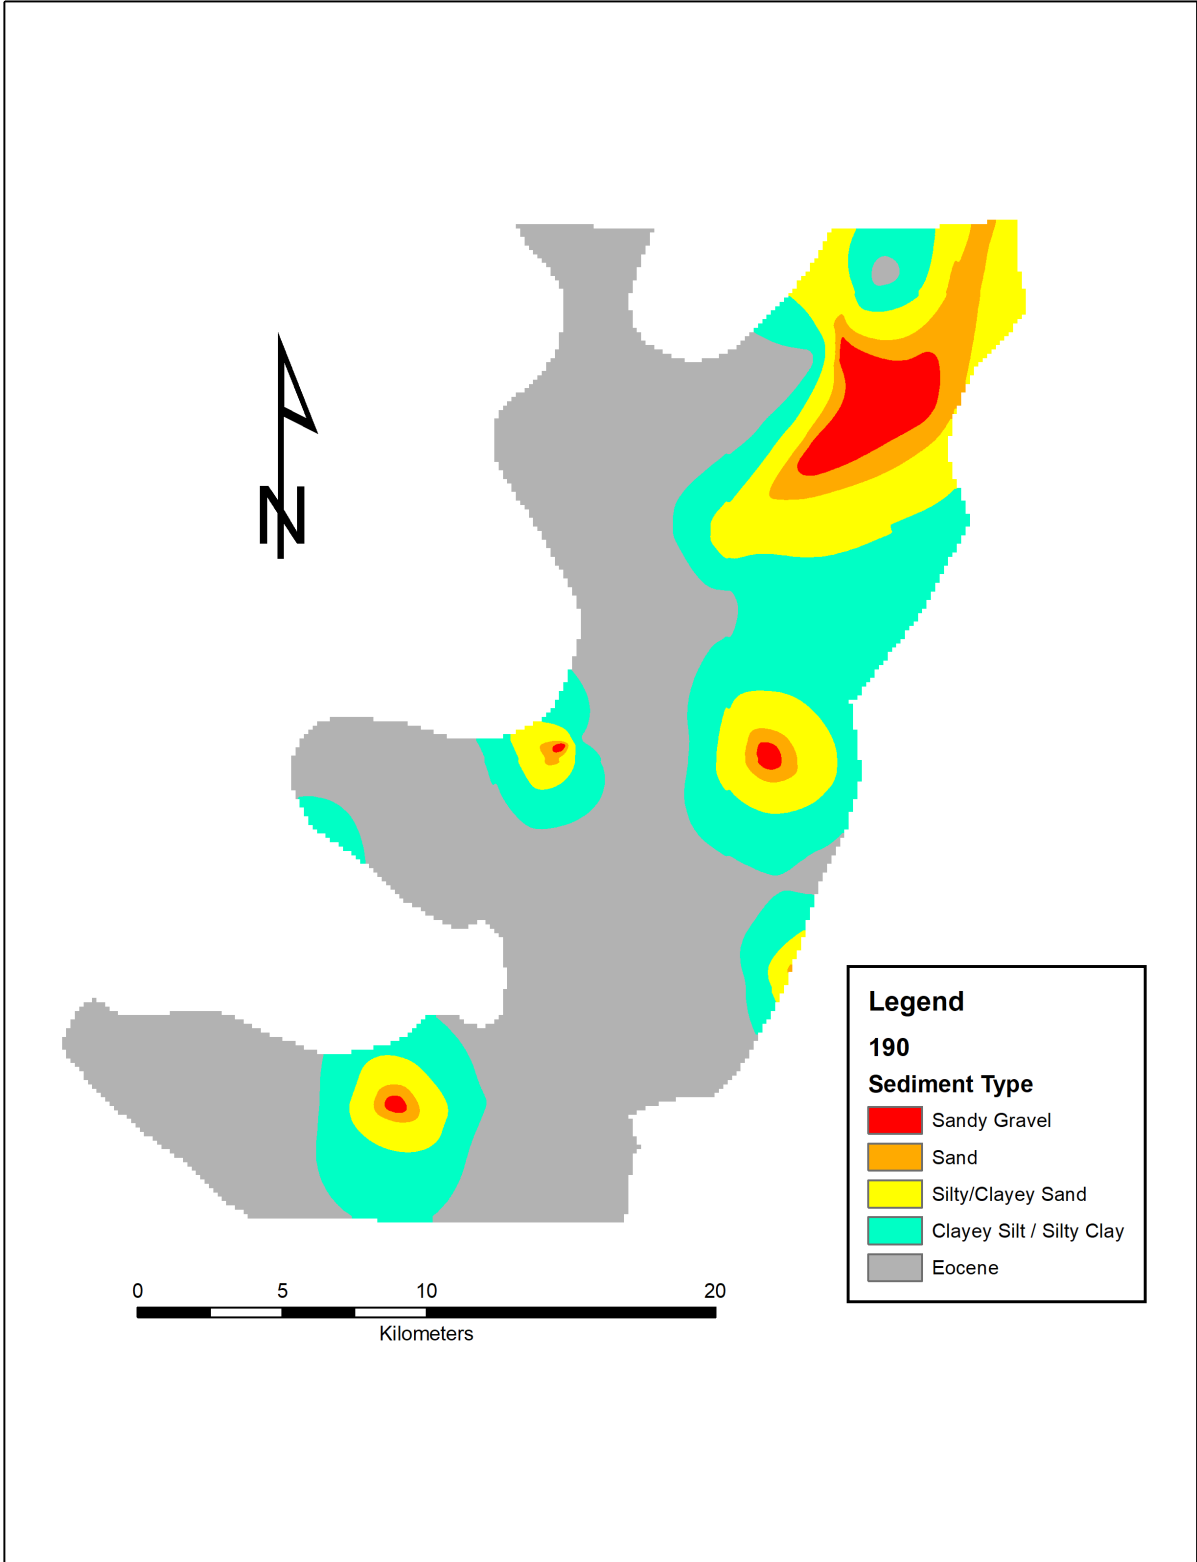 N
Legend
190
Sediment Type
Sandy Gravel
Sand
Silty/Clayey Sand
Clayey Silt / Silty Clay
Eocene
0 5 10 20
Kilometers